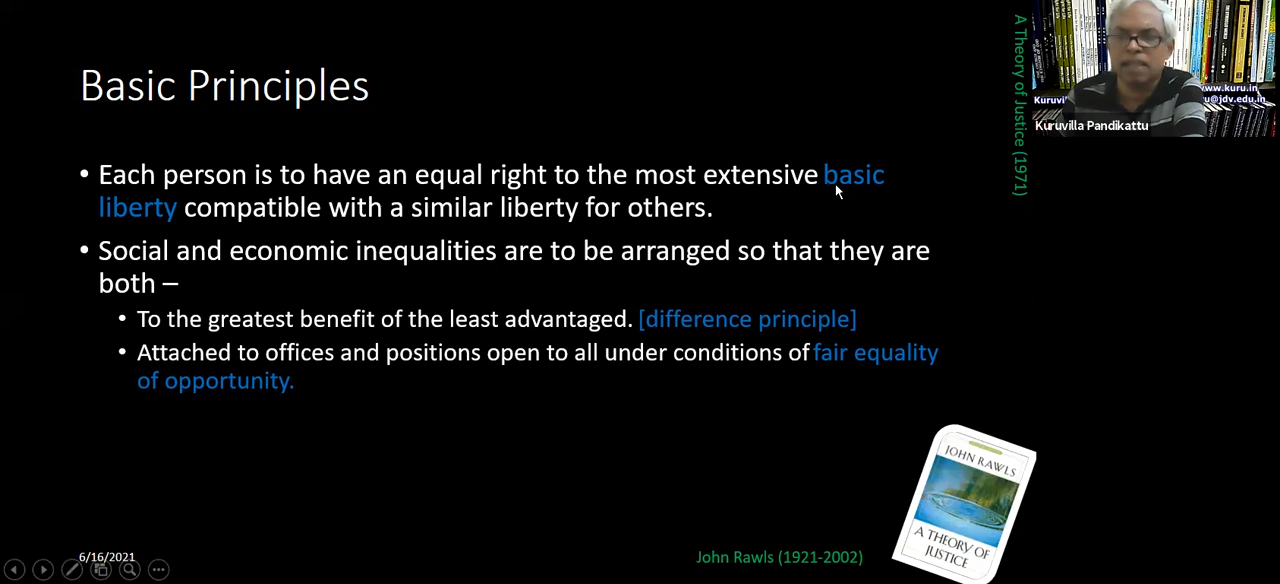 Basic Principles
• Each person is to have an equal right to the most extensive basic
liberty compatible with a similar liberty for others.
• Social and economic inequalities are to be arranged so that they are
both –
• To the greatest benefit of the least advantaged. [difference principle]
• Attached to offices and positions open to all under conditions of fair equality
of opportunity.
A Theory of Justice (1971)
www.kuru.in
Kuruvi
u@jdv.edu.in
Kuruvilla Pandikattu
JOHN RAWLS
A THEORY OF
JUSTICE
6/16/2021
John Rawls (1921-2002)